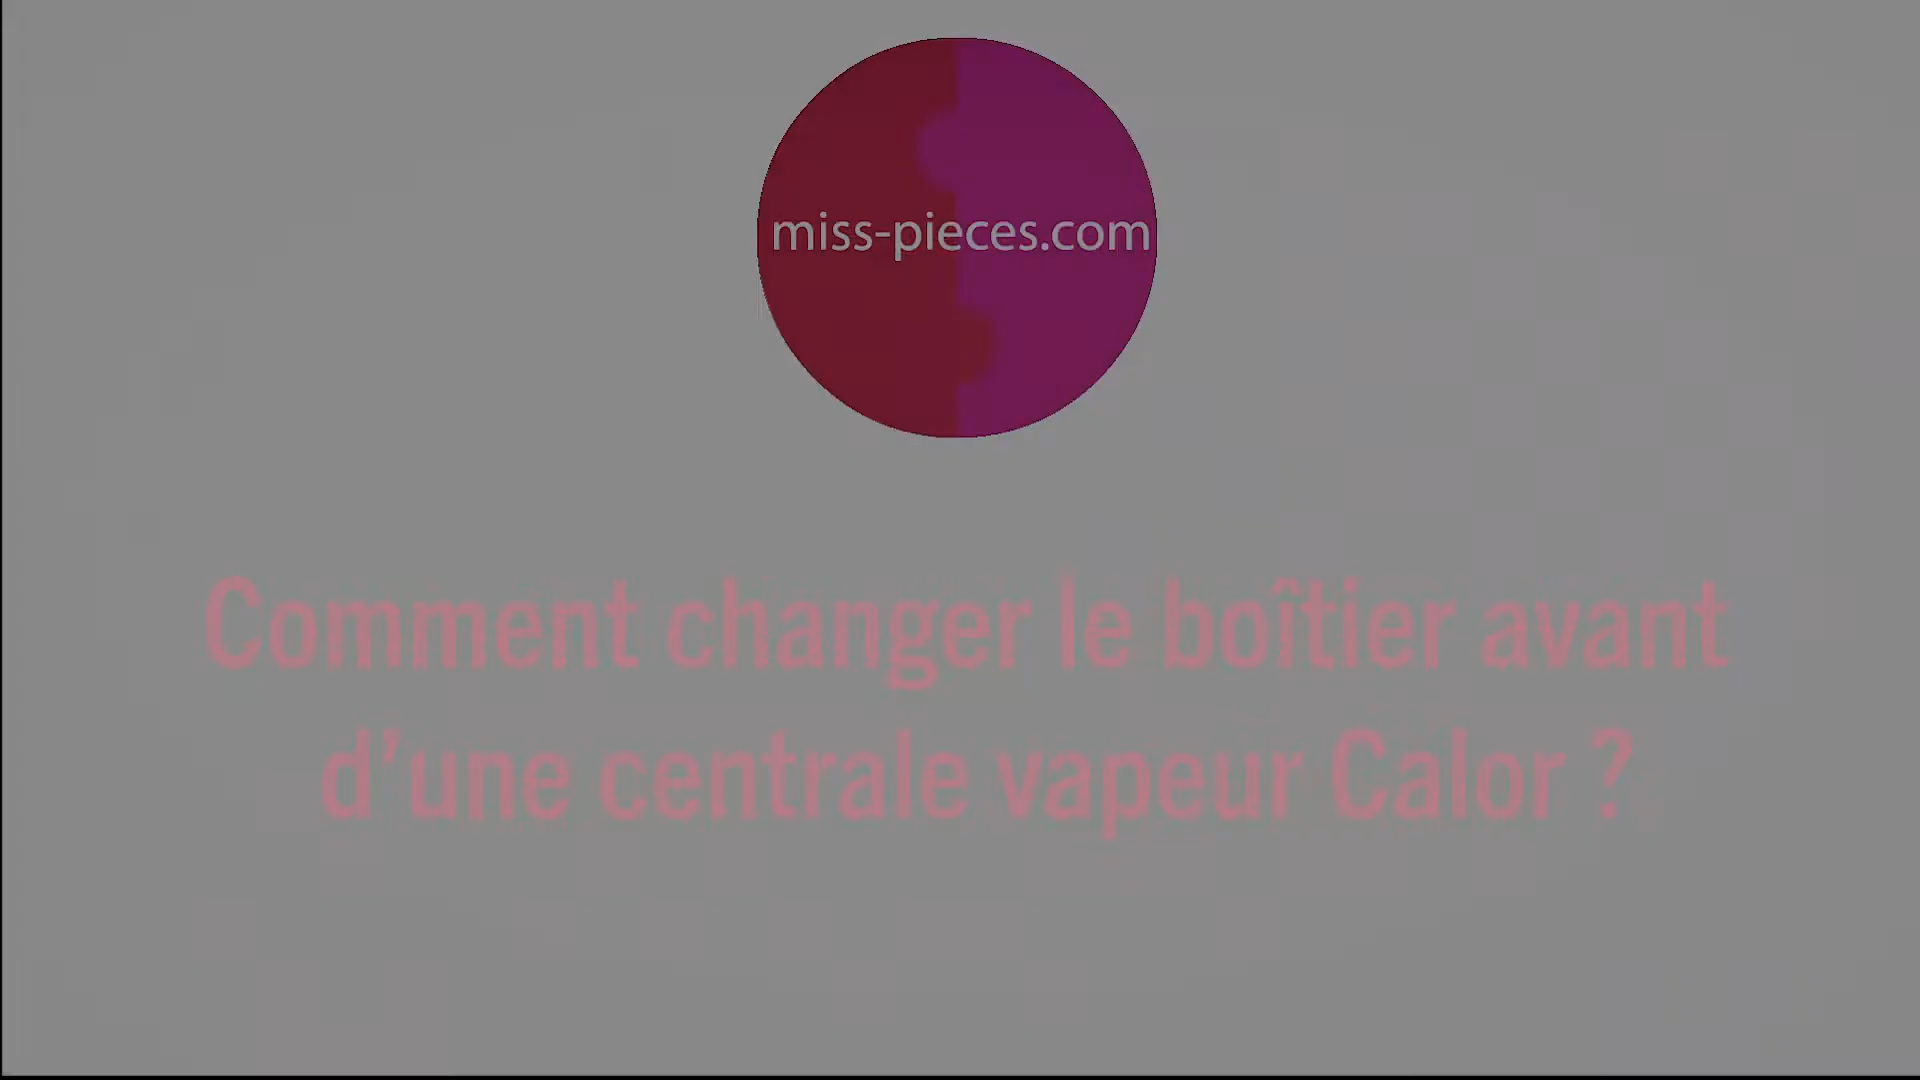 miss-pieces.com
Comment changer le boîtier avant
d’une centrale vapeur Calor ?